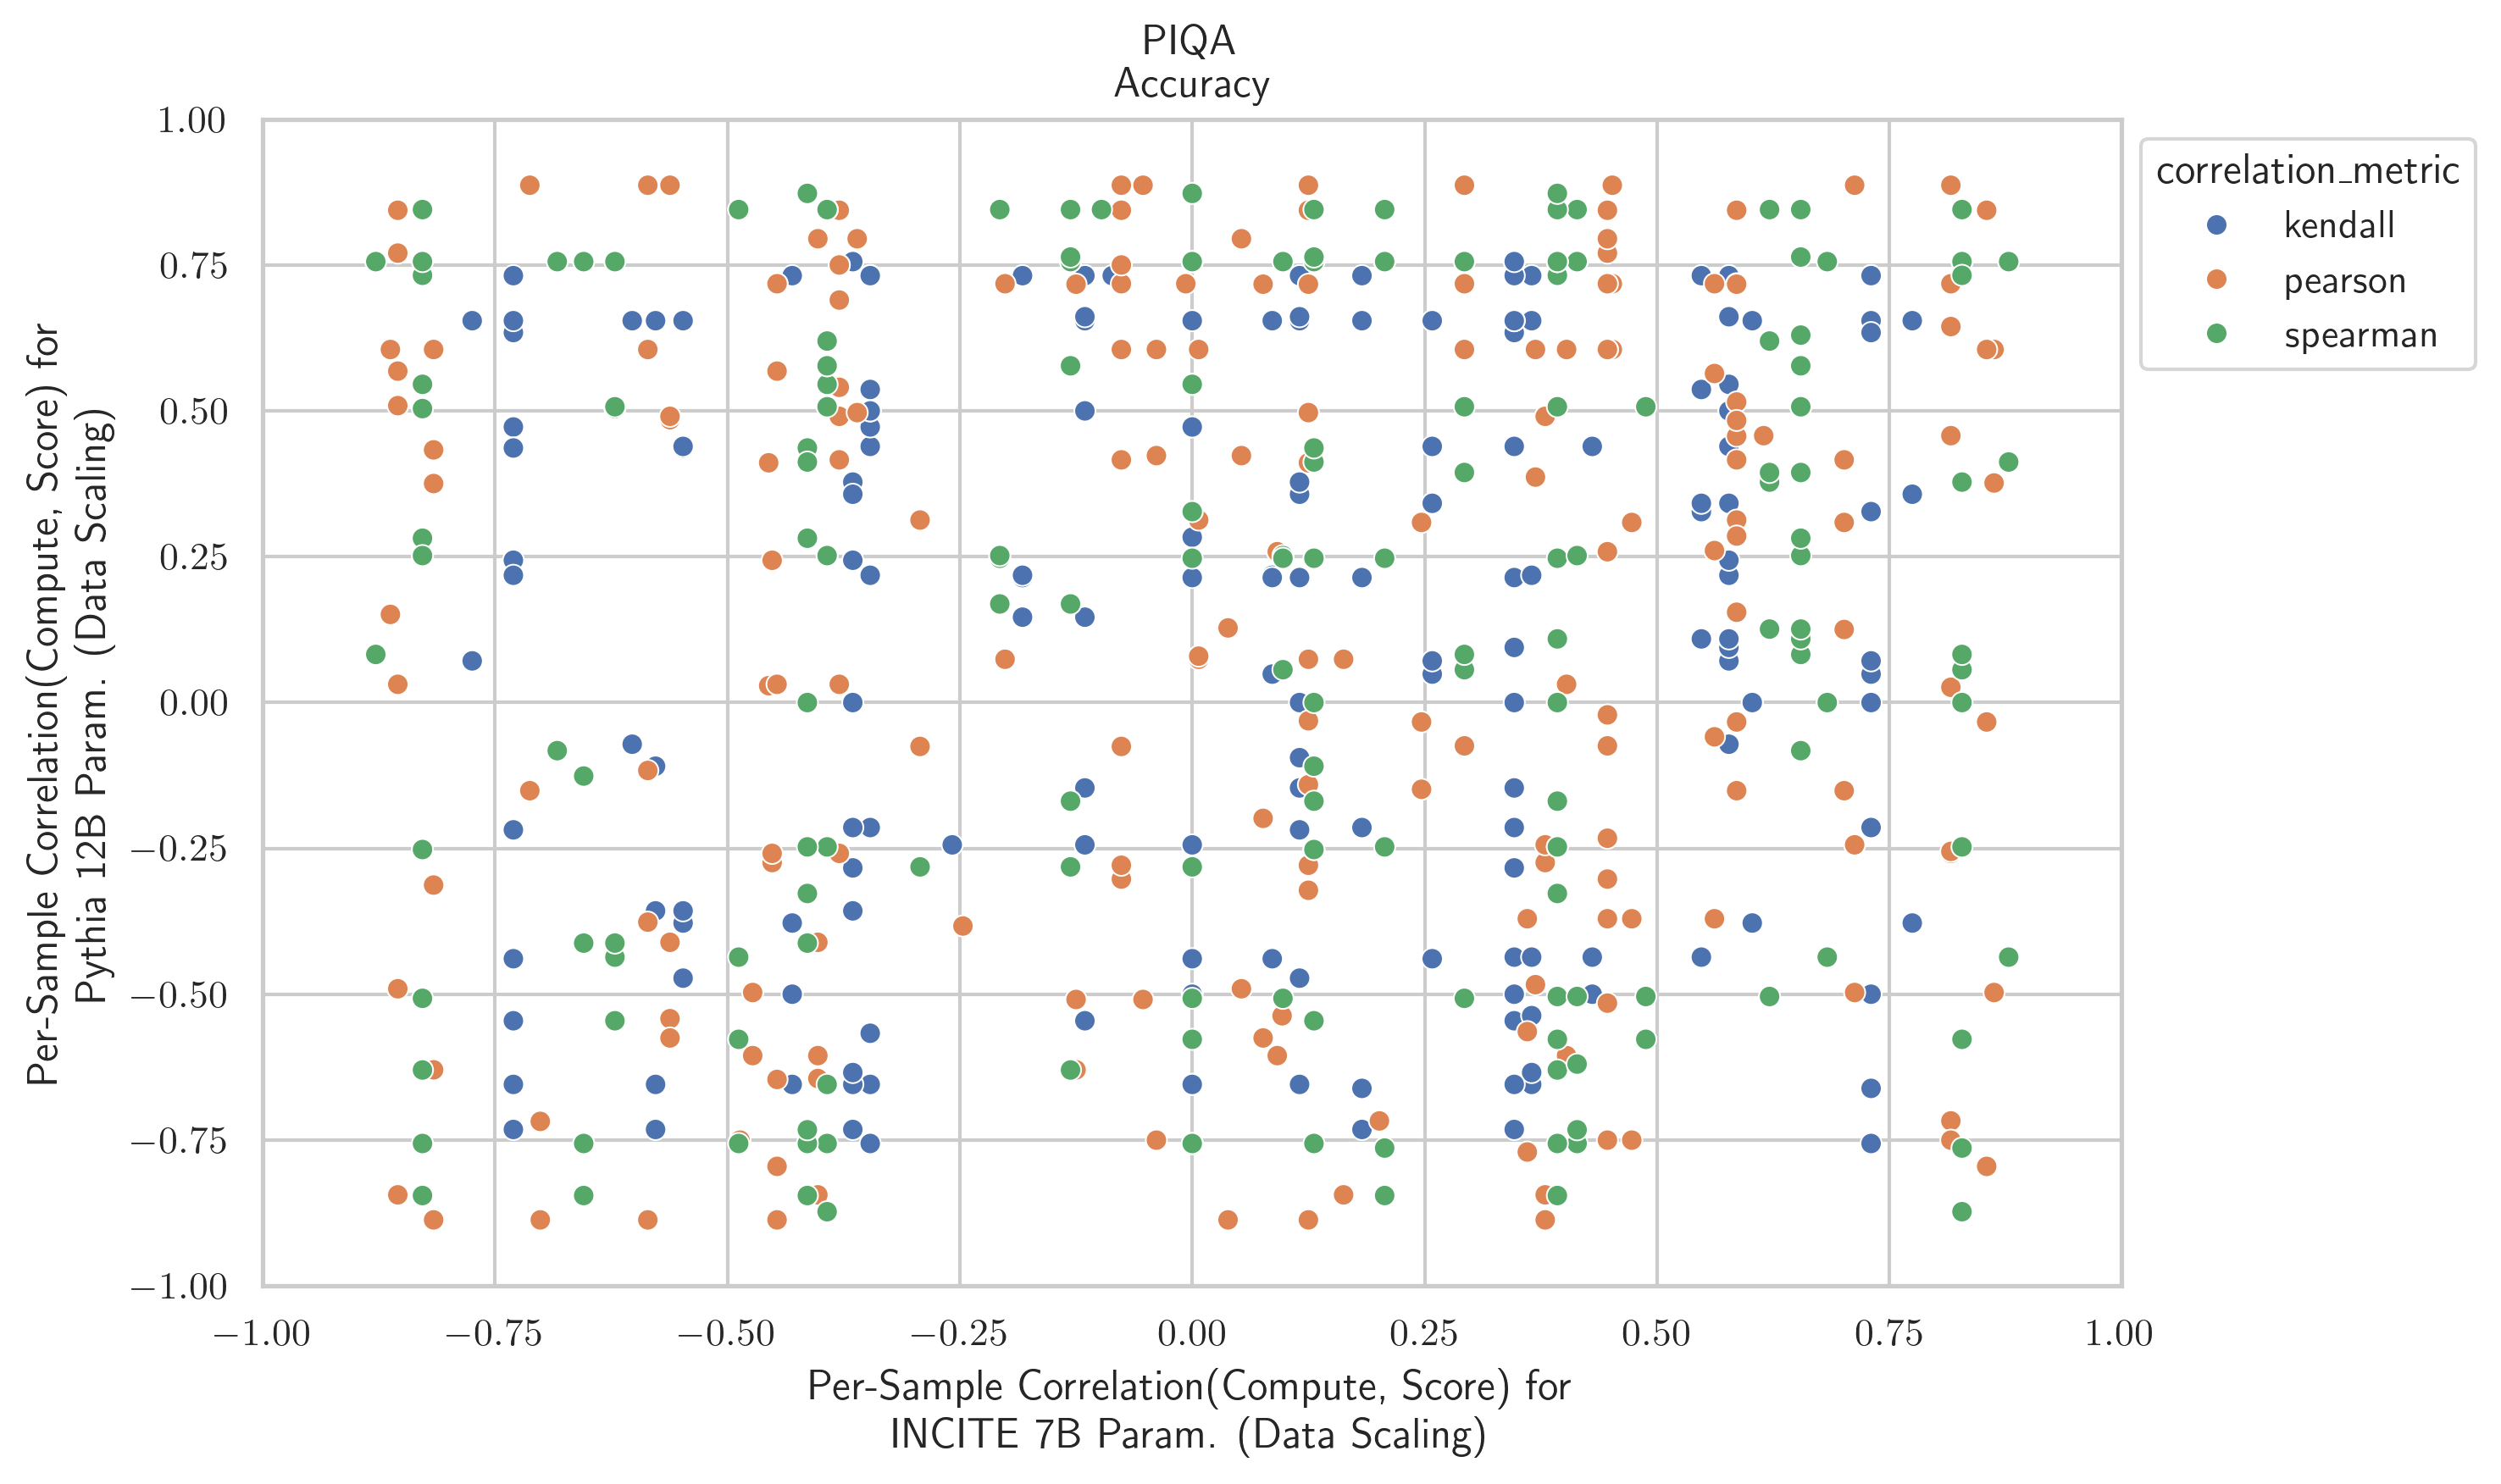 PIQA
Accuracy
correlation_metric
kendall
pearson
spearman
1.00
0.75
0.50
0.25
0.00
−0.25
−0.50
−0.75
−1.00
Per-Sample Correlation(Compute, Score) for
Pythia 12B Param. (Data Scaling)
−1.00 −0.75 −0.50 −0.25 0.00 0.25 0.50 0.75 1.00
Per-Sample Correlation(Compute, Score) for
INCITE 7B Param. (Data Scaling)